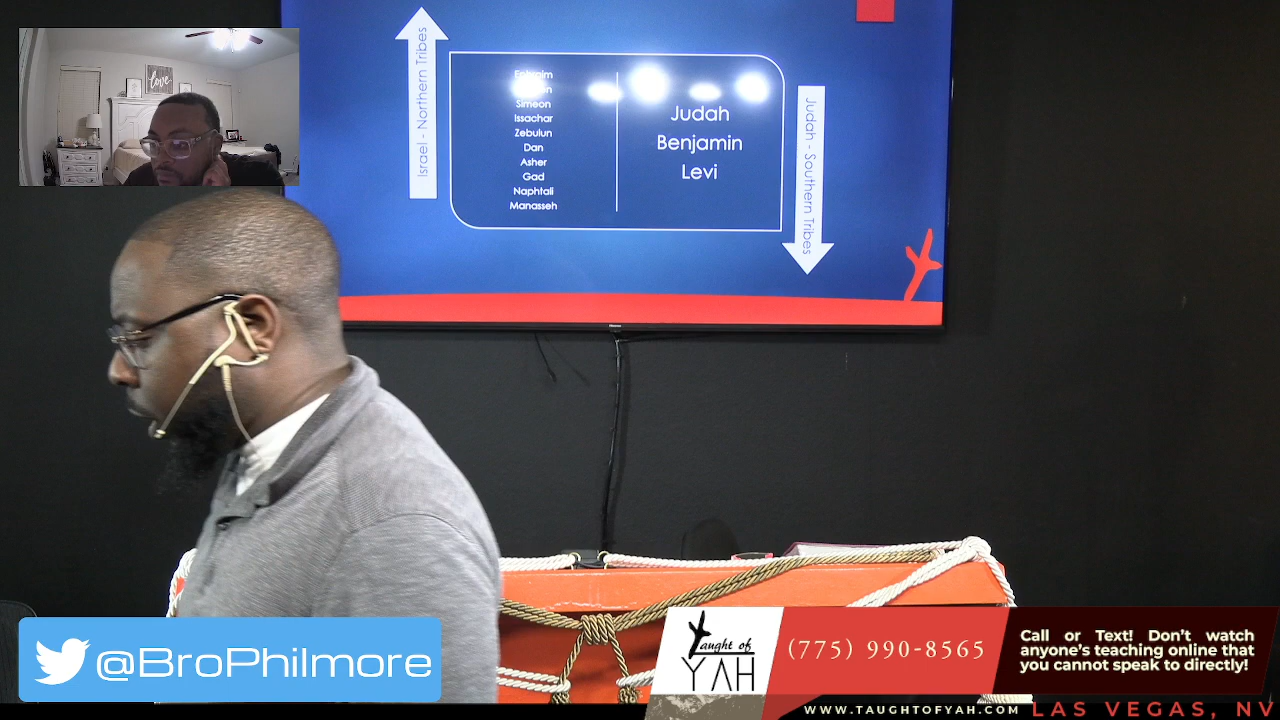 love
Israel - Northern Tribes
Ephraim
Simeon
Issachar
Zebulun
Dan
Asher
Gad
Naphtali
Manasseh
Judah
Benjamin
Levi
Judah - Southern Tribes
@BroPhilmore
Taught of
YAH
(775) 990-8565
Call or Text! Don't watch
anyone's teaching online that
you cannot speak to directly!
WWW.TAUGHTOFYAH.COM
LAS VEGAS, NV